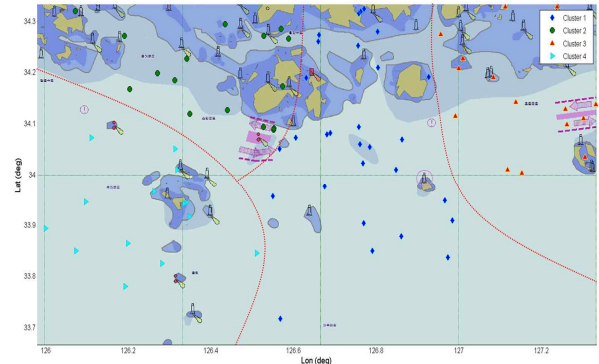 34.3
34.2
34.1
34
33.9
33.8
33.7
Lat (deg)
126
126.2
126.4
126.6
126.8
127
127.2
Lon (deg)
Cluster 1
Cluster 2
Cluster 3
Cluster 4